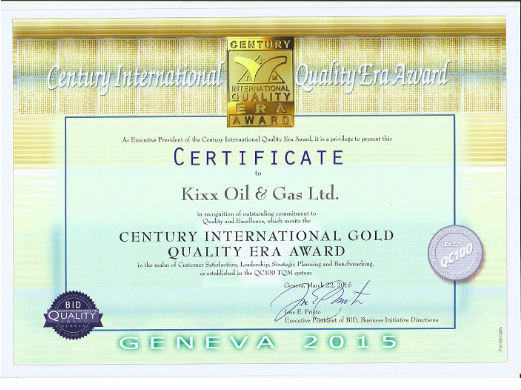 CENTURY
INTERNATIONAL
QUALITY
ERA
AWARD
Century International Quality Era Award
As Executive President of the Century International Quality Era Award, it is a privilege to present this
CERTIFICATE
to
Kixx Oil & Gas Ltd.
in recognition of outstanding commitment to
Quality and Excellence, which merits the
CENTURY INTERNATIONAL GOLD
QUALITY ERA AWARD
in the realm of Customer Satisfaction, Leadership, Strategic Planning and Benchmarking,
as established in the QC100 TQM system
Geneva, March 22, 2015
Luis E. Prieto
Executive President of BID, Business Initiative Directions
QC100
BID
QUALITY
GENEVA 2015